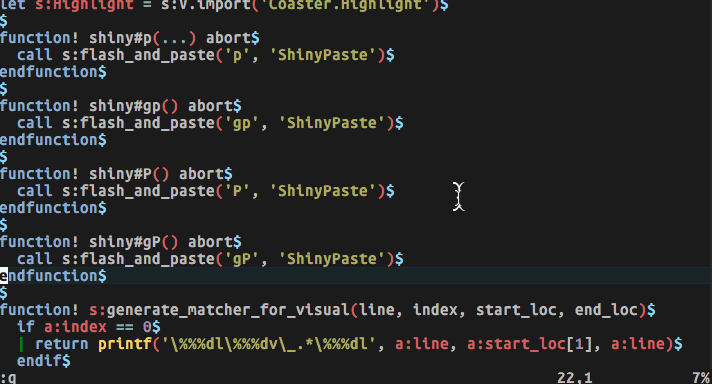 let s:Highlight = s:V.import('Coaster.Highlight')$
$
function! shiny#p(...) abort$
  call s:flash_and_paste('p', 'ShinyPaste')$
endfunction$
$
function! shiny#gp() abort$
  call s:flash_and_paste('gp', 'ShinyPaste')$
endfunction$
$
function! shiny#P() abort$
  call s:flash_and_paste('P', 'ShinyPaste')$
endfunction$
$
function! shiny#gP() abort$
  call s:flash_and_paste('gP', 'ShinyPaste')$
endfunction$
$
function! s:generate_matcher_for_visual(line, index, start_loc, end_loc)$
  if a:index == 0$
  | return printf('\%%%dl\%%%dv\_.*\%%%dl', a:line, a:start_loc[1], a:line)$
  endif$
:q 22,1 7%